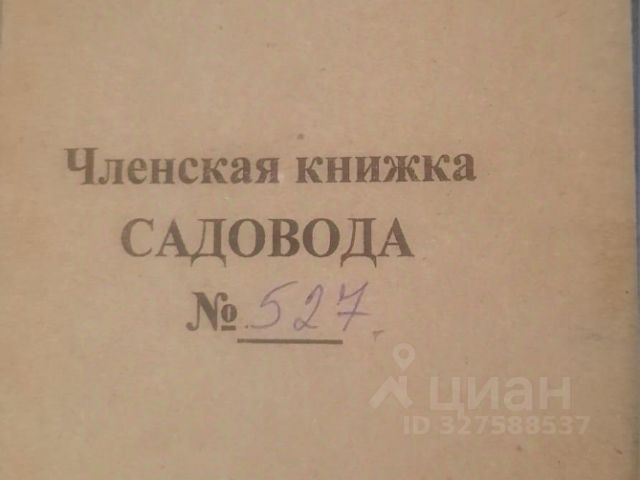 Членская книжка
САДОВОДА
№ 527
циан
ID 327588537